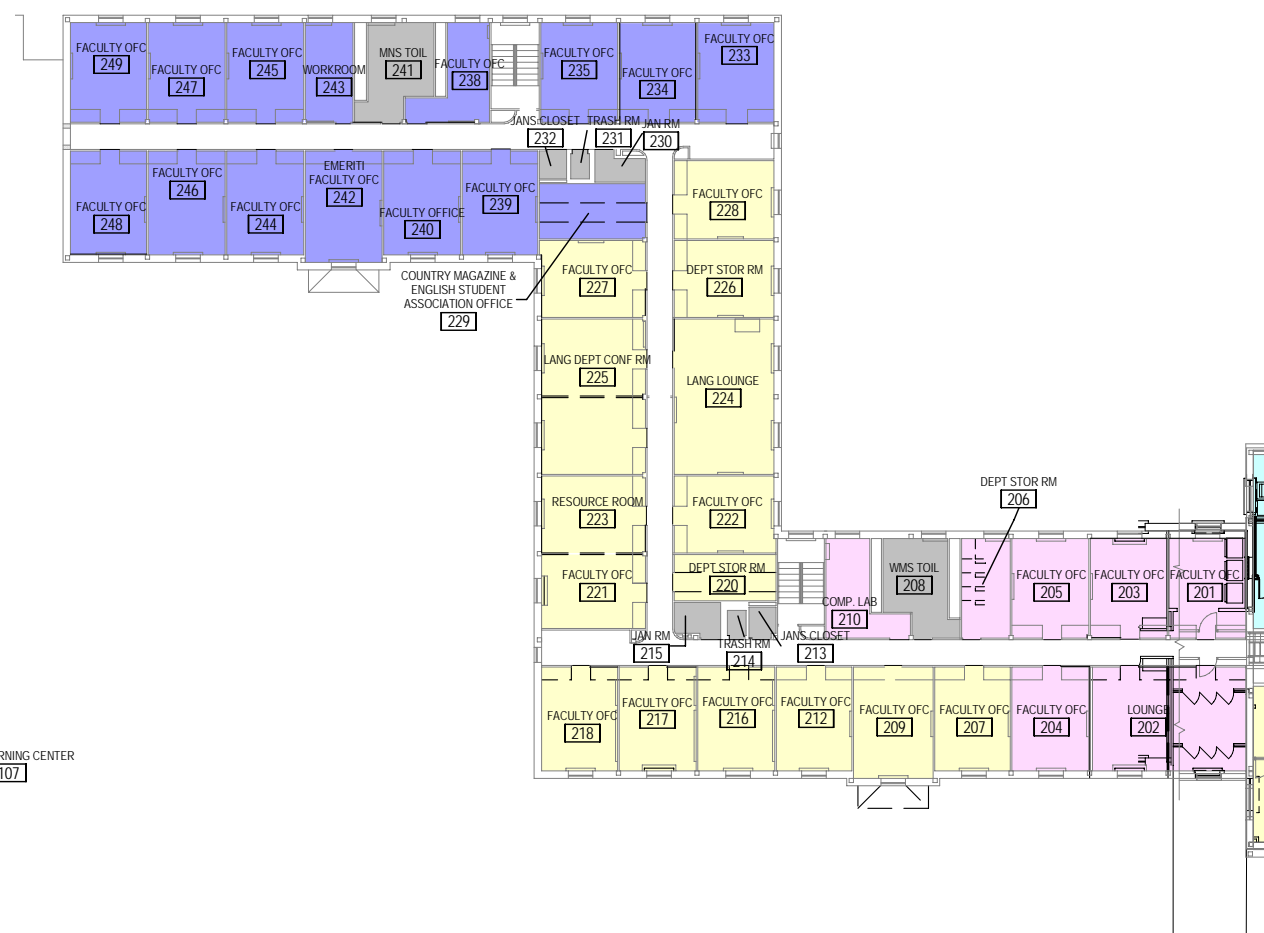 FACULTY OFC
249
FACULTY OFC
247
FACULTY OFC
245
WORKROOM
243
MNS TOIL
241
FACULTY OFC
238
FACULTY OFC
235
FACULTY OFC
234
FACULTY OFC
233
JANS CLOSET
232
TRASH RM
231
JAN RM
230
FACULTY OFC
248
FACULTY OFC
246
FACULTY OFC
244
EMERITI
FACULTY OFC
242
FACULTY OFFICE
240
FACULTY OFC
239
FACULTY OFC
228
COUNTRY MAGAZINE &
ENGLISH STUDENT
ASSOCIATION OFFICE
229
FACULTY OFC
227
DEPT STOR RM
226
LANG DEPT CONF RM
225
LANG LOUNGE
224
RESOURCE ROOM
223
FACULTY OFC
222
FACULTY OFC
221
DEPT STOR RM
220
DEPT STOR RM
206
COMP. LAB
210
WMS TOIL
208
FACULTY OFC
205
FACULTY OFC
203
FACULTY OFC
201
JAN RM
215
TRASH RM
214
JANS CLOSET
213
FACULTY OFC
218
FACULTY OFC
217
FACULTY OFC
216
FACULTY OFC
212
FACULTY OFC
209
FACULTY OFC
207
FACULTY OFC
204
LOUNGE
202
RNING CENTER
107